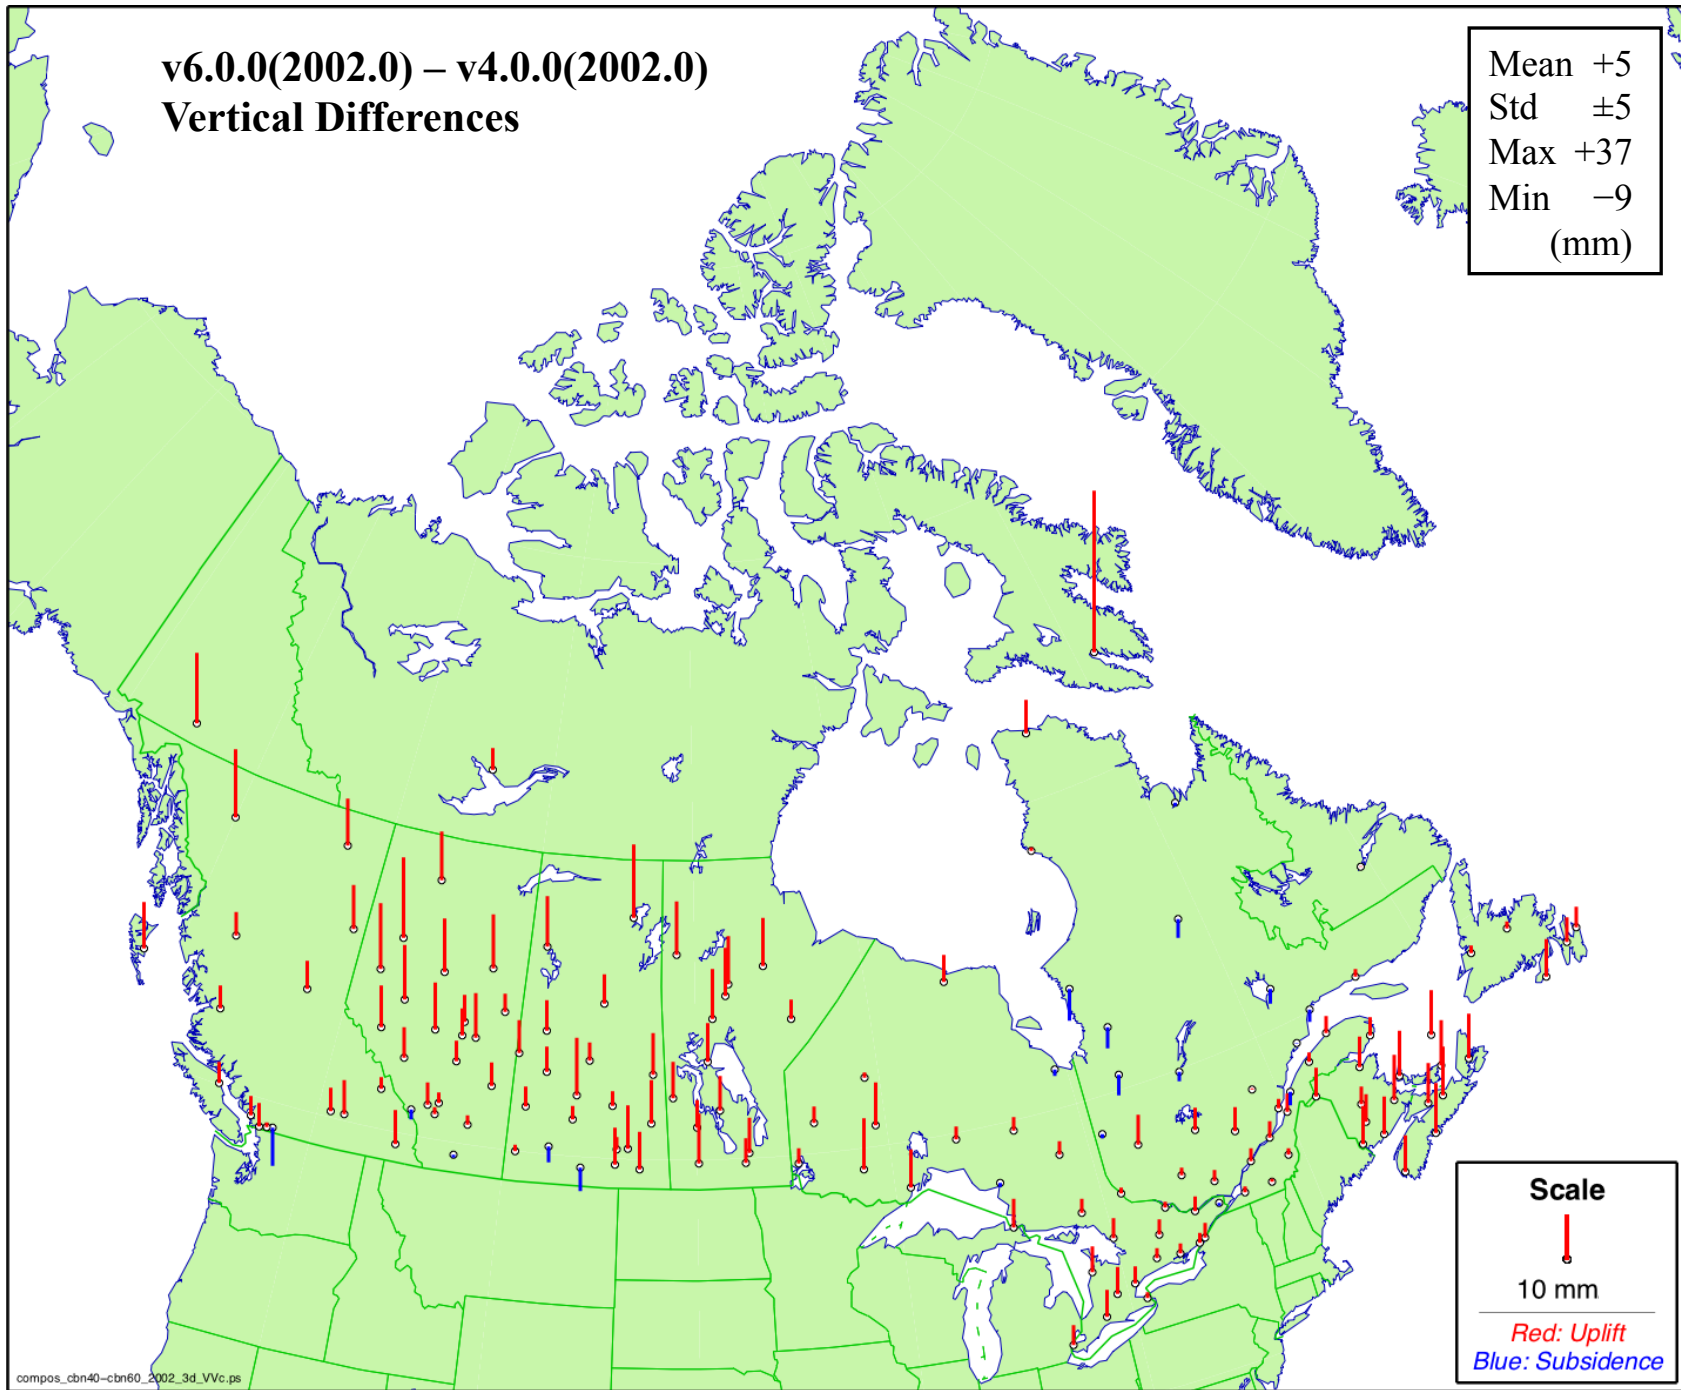 v6.0.0(2002.0) – v4.0.0(2002.0)
Vertical Differences
Mean +5
Std ±5
Max +37
Min −9
(mm)
Scale
10 mm
Red: Uplift
Blue: Subsidence
compos_cbn40–cbn60_2002_3d_VVc.ps